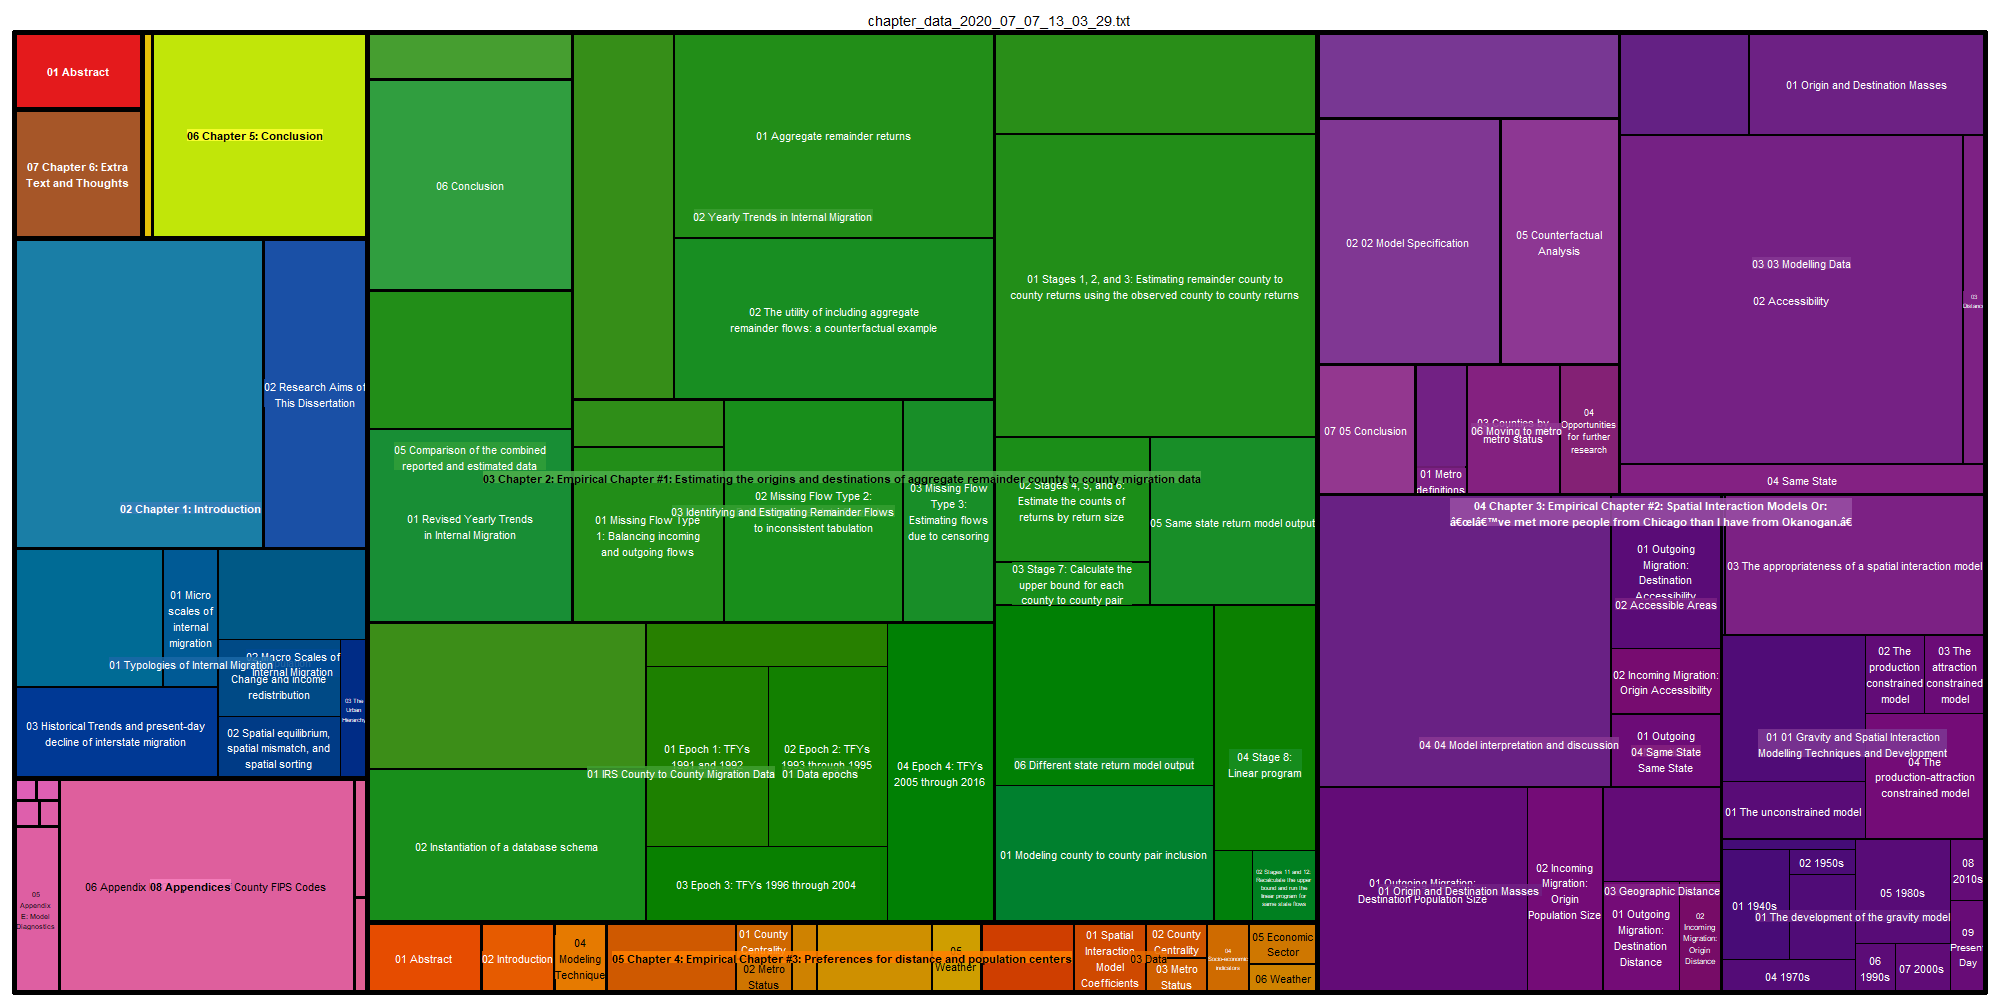 chapter_data_2020_07_07_13_03_29.txt
01 Abstract
07 Chapter 6: Extra
Text and Thoughts
06 Chapter 5: Conclusion
02 Chapter 1: Introduction
02 Research Aims of
This Dissertation
01 Micro
scales of
internal
migration
01 Typologies of Internal Migration
02 Macro Scales of
Internal Migration
Change and income
redistribution
03 The
Urban
Hierarchy
03 Historical Trends and present-day
decline of interstate migration
02 Spatial equilibrium,
spatial mismatch, and
spatial sorting
05
Appendix
E: Model
Diagnostics
06 Appendix
08 Appendices
County FIPS Codes
06 Conclusion
01 Aggregate remainder returns
02 Yearly Trends in Internal Migration
02 The utility of including aggregate
remainder flows: a counterfactual example
01 Stages 1, 2, and 3: Estimating remainder county to
county returns using the observed county to county returns
05 Comparison of the combined
reported and estimated data
03 Chapter 2: Empirical Chapter #1: Estimating the origins and destinations of aggregate remainder county to county migration data
01 Revised Yearly Trends
in Internal Migration
01 Missing Flow Type
1: Balancing incoming
and outgoing flows
02 Missing Flow Type 2:
03 Identifying and Estimating Remainder Flows
to inconsistent tabulation
03 Missing Flow
Type 3:
Estimating flows
due to censoring
02 Stages 4, 5, and 6:
Estimate the counts of
returns by return size
05 Same state return model output
03 Stage 7: Calculate the
upper bound for each
county to county pair
01 Epoch 1: TFYs
1991 and 1992
02 Epoch 2: TFYs
1993 through 1995
01 IRS County to County Migration Data
01 Data epochs
04 Epoch 4: TFYs
2005 through 2016
02 Instantiation of a database schema
03 Epoch 3: TFYs 1996 through 2004
06 Different state return model output
04 Stage 8:
Linear program
01 Modeling county to county pair inclusion
02 Stages 11 and 12:
Recalculate the upper
bound and run the
linear program for
same state flows
01 Abstract
02 Introduction
04
Modeling
Technique
05 Chapter 4: Empirical Chapter #3: Preferences for distance and population centers
01 County
Centrality
02 Metro
Status
05
Weather
01 Spatial
Interaction
Model
Coefficients
02 County
Centrality
03 Data
03 Metro
Status
04
Socio-economic
indicators
05 Economic
Sector
06 Weather
01 Origin and Destination Masses
02 02 Model Specification
05 Counterfactual
Analysis
03 03 Modelling Data
02 Accessibility
03
Distance
07 05 Conclusion
01 Metro
definitions
03 Counties by
06 Moving to metro
metro status
04
Opportunities
for further
research
04 Same State
04 Chapter 3: Empirical Chapter #2: Spatial Interaction Models Or:
â€œIâ€™ve met more people from Chicago than I have from Okanogan.â€
01 Outgoing
Migration:
Destination
Accessibility
02 Accessible Areas
03 The appropriateness of a spatial interaction model
02 Incoming Migration:
Origin Accessibility
02 The
production
constrained
model
03 The
attraction
constrained
model
04 04 Model interpretation and discussion
01 Outgoing
04 Same State
Same State
01 01 Gravity and Spatial Interaction
Modelling Techniques and Development
04 The
production-attraction
constrained model
01 The unconstrained model
01 Outgoing Migration:
01 Origin and Destination Masses
Destination Population Size
02 Incoming
Migration:
Origin
Population Size
03 Geographic Distance
01 Outgoing
Migration:
Destination
Distance
02
Incoming
Migration:
Origin
Distance
01 1940s
02 1950s
05 1980s
08
2010s
01 The development of the gravity model
04 1970s
06
1990s
07 2000s
09
Present
Day